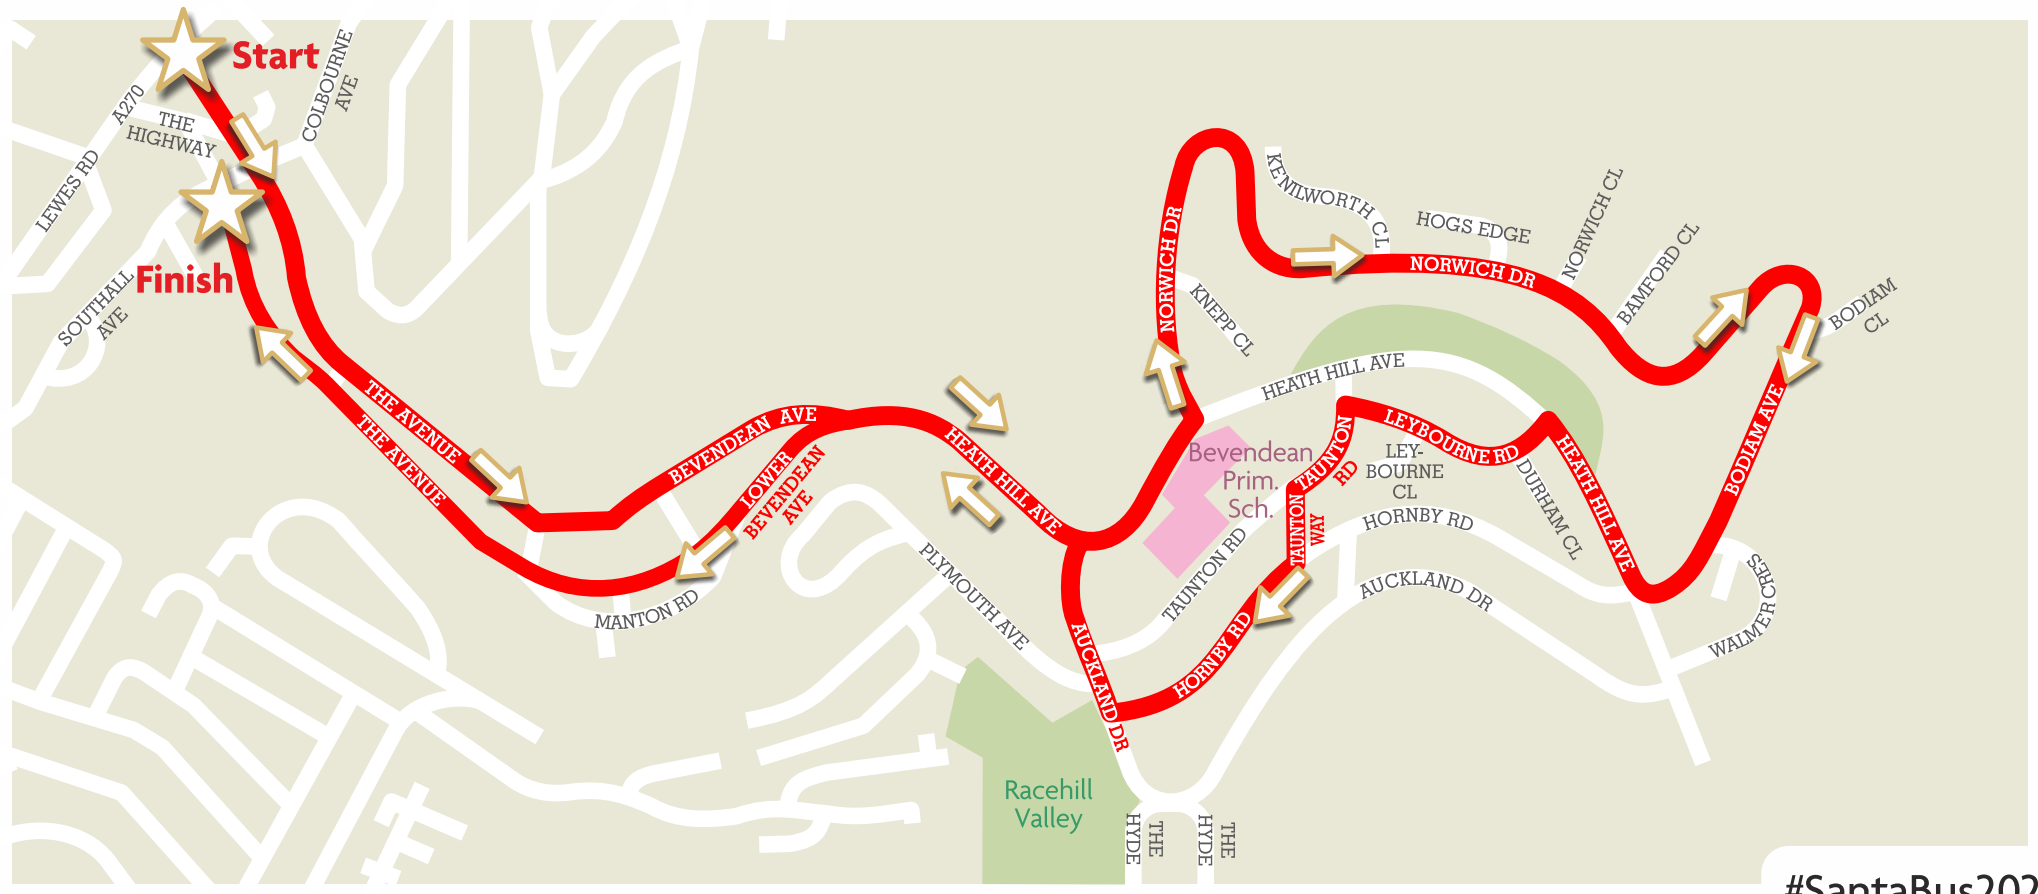 Start
COLBOURNE
AVE
A270
THE
HIGHWAY
LEWES RD
Finish
SOUTHALL
AVE
THE AVENUE
THE AVENUE
BEVENDEAN AVE
LOWER
BEVENDEAN
AVE
MANTON RD
HEATH HILL AVE
PLYMOUTH AVE
NORWICH DR
KNEPP CL
KENILWORTH CL
HOGS EDGE
NORWICH DR
NORWICH CL
BAMFORD CL
BODIAM
CL
BODIAM AVE
HEATH HILL AVE
Bevendean
Prim.
Sch.
TAUNTON
RD
LEYBOURNE RD
LEY-
BOURNE
CL
DURHAM CL
HEATH HILL AVE
TAUNTON
WAY
HORNBY RD
TAUNTON RD
AUCKLAND DR
HORNBY RD
WALMER CRES
AUCKLAND DR
Racehill
Valley
THE
HYDE
THE
HYDE
#SantaBus202